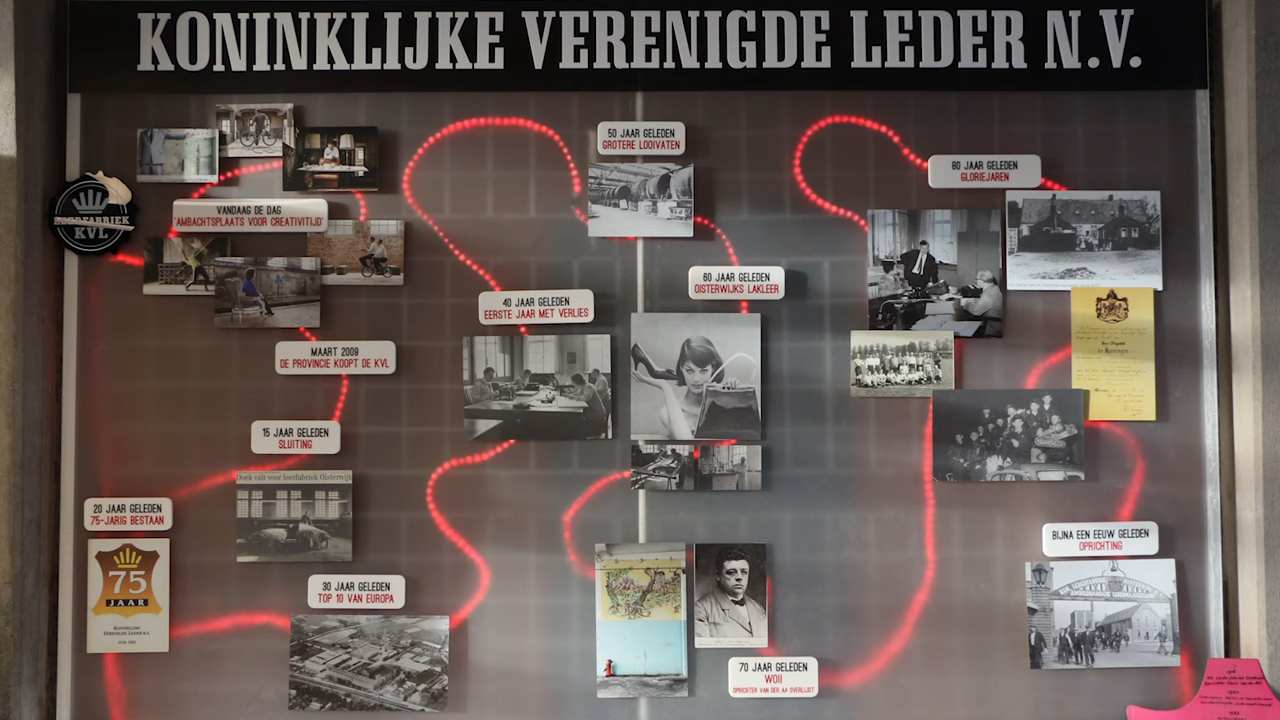 KONINKLIJKE VERENIGDE LEDER N.V.
50 JAAR GELEDEN
GROTERE LOOIVATEN
80 JAAR GELEDEN
GLORIEJAREN
LEERFABRIEK
KVL
VANDAAG DE DAG
'AMBACHTSPLAATS VOOR CREATIVITIJD'
60 JAAR GELEDEN
OISTERWIJKS LAKLEER
40 JAAR GELEDEN
EERSTE JAAR MET VERLIES
de Koningin
MAART 2009
DE PROVINCIE KOOPT DE KVL
15 JAAR GELEDEN
SLUITING
Doek valt voor leerfabriek Oisterwijk
20 JAAR GELEDEN
75-JARIG BESTAAN
75
JAAR
KONINKLIJKE
VERENIGDE LEDER N.V.
30 JAAR GELEDEN
TOP 10 VAN EUROPA
BIJNA EEN EEUW GELEDEN
OPRICHTING
70 JAAR GELEDEN
WOII
OPRICHTER VAN DER AA OVERLIJDT